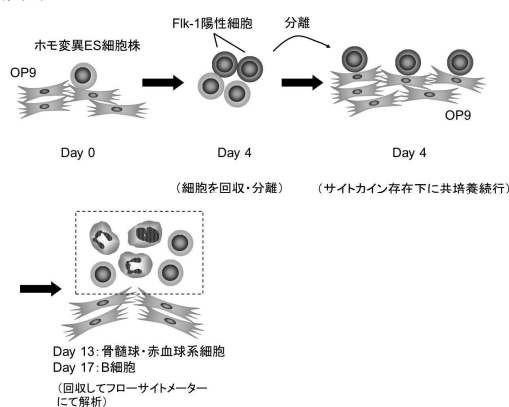 Flk-1陽性細胞
分離
ホモ変異ES細胞株
OP9
OP9
Day 0
Day 4
Day 4
(細胞を回収・分離)
(サイトカイン存在下に共培養続行)
Day 13:骨髄球・赤血球系細胞
Day 17:B細胞
(回収してフローサイトメーター
にて解析)